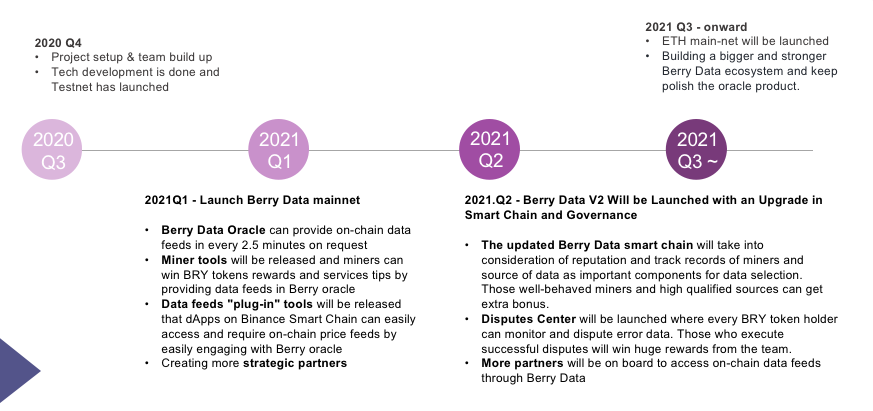 2020 Q4
• Project setup & team build up
• Tech development is done and
Testnet has launched
2021 Q3 - onward
• ETH main-net will be launched
• Building a bigger and stronger
Berry Data ecosystem and keep
polish the oracle product.
2020
Q3
2021
Q1
2021
Q2
2021
Q3 ~
2021Q1 - Launch Berry Data mainnet
• Berry Data Oracle can provide on-chain data
feeds in every 2.5 minutes on request
• Miner tools will be released and miners can
win BRY tokens rewards and services tips by
providing data feeds in Berry oracle
• Data feeds "plug-in" tools will be released
that dApps on Binance Smart Chain can easily
access and require on-chain price feeds by
easily engaging with Berry oracle
• Creating more strategic partners
2021.Q2 - Berry Data V2 Will be Launched with an Upgrade in
Smart Chain and Governance
• The updated Berry Data smart chain will take into
consideration of reputation and track records of miners and
source of data as important components for data selection.
Those well-behaved miners and high qualified sources can get
extra bonus.
• Disputes Center will be launched where every BRY token holder
can monitor and dispute error data. Those who execute
successful disputes will win huge rewards from the team.
• More partners will be on board to access on-chain data feeds
through Berry Data